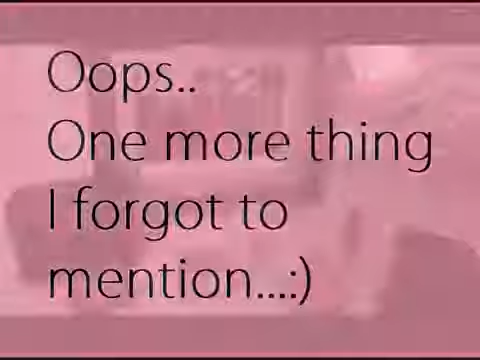 Oops..
One more thing
I forgot to
mention...:)